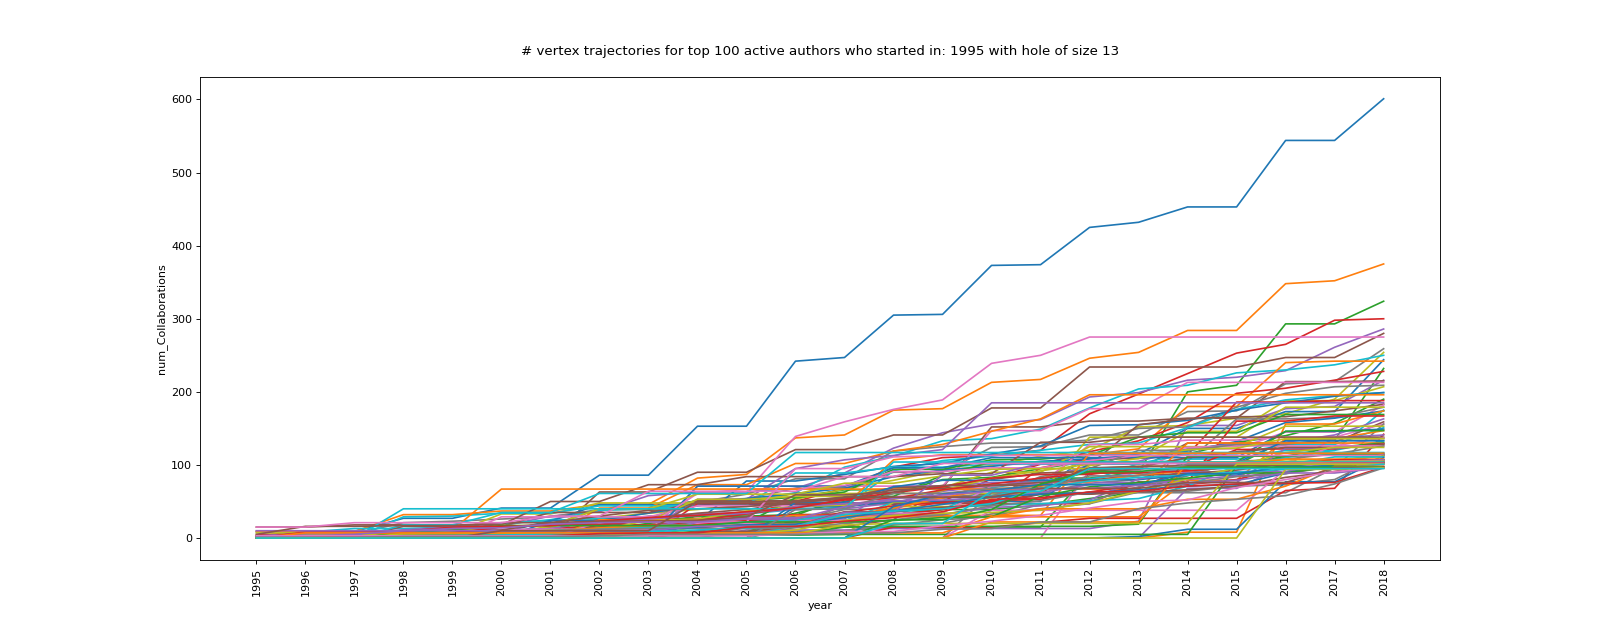 # vertex trajectories for top 100 active authors who started in: 1995 with hole of size 13
600
500
400
300
200
100
0
num_Collaborations
1995 1996 1997 1998 1999 2000 2001 2002 2003 2004 2005 2006 2007 2008 2009 2010 2011 2012 2013 2014 2015 2016 2017 2018
year